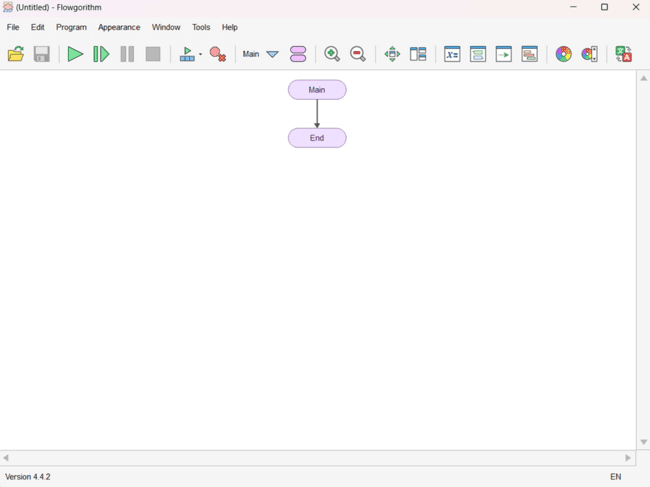 (Untitled) - Flowgorithm
File Edit Program Appearance Window Tools Help
Main
Main
End
Version 4.4.2
EN